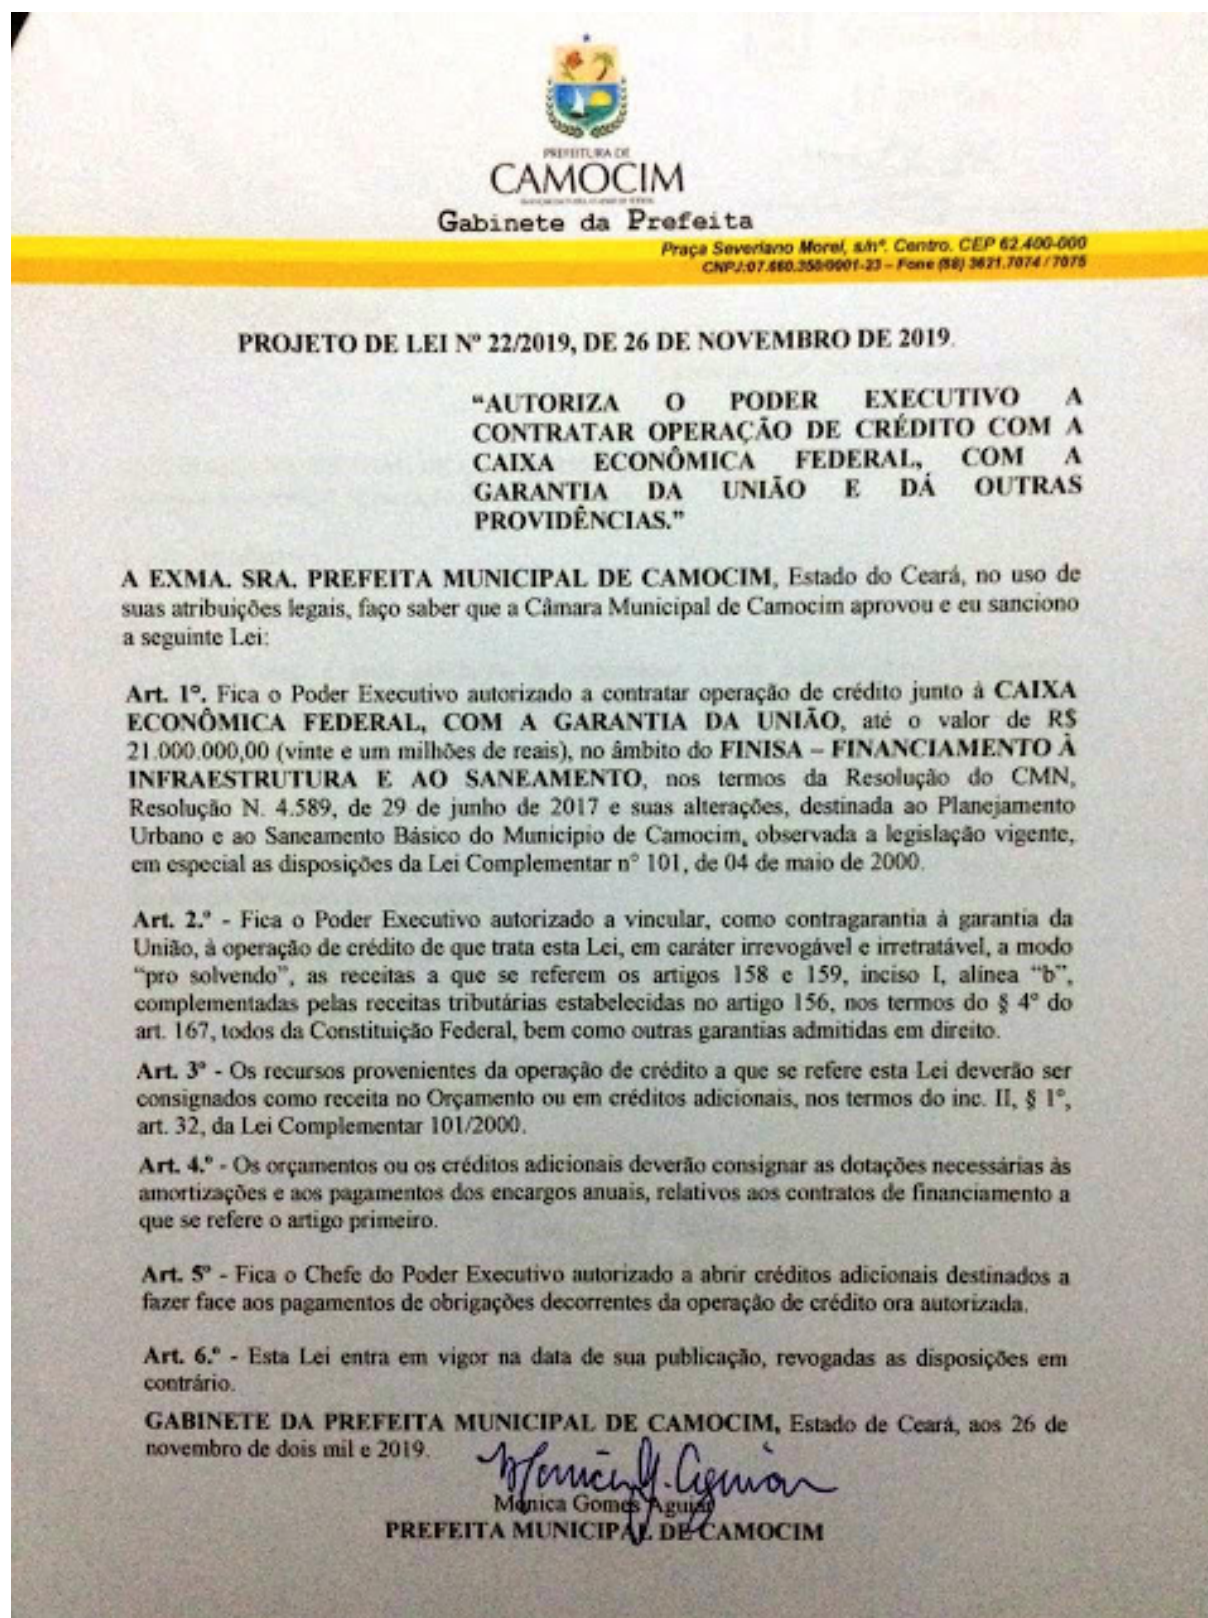 PREFEITURA DE
CAMOCIM
Gabinete da Prefeita
Praça Severiano Morel, s/nº. Centro. CEP 62.400-000
CNPJ:07.660.350/0001-23 – Fone (88) 3621.7074 / 7075
PROJETO DE LEI Nº 22/2019, DE 26 DE NOVEMBRO DE 2019.
“AUTORIZA O PODER EXECUTIVO A
CONTRATAR OPERAÇÃO DE CRÉDITO COM A
CAIXA ECONÔMICA FEDERAL, COM A
GARANTIA DA UNIÃO E DÁ OUTRAS
PROVIDÊNCIAS.”
A EXMA. SRA. PREFEITA MUNICIPAL DE CAMOCIM, Estado do Ceará, no uso de
suas atribuições legais, faço saber que a Câmara Municipal de Camocim aprovou e eu sanciono
a seguinte Lei:
Art. 1º. Fica o Poder Executivo autorizado a contratar operação de crédito junto à CAIXA
ECONÔMICA FEDERAL, COM A GARANTIA DA UNIÃO, até o valor de R$
21.000.000,00 (vinte e um milhões de reais), no âmbito do FINISA – FINANCIAMENTO À
INFRAESTRUTURA E AO SANEAMENTO, nos termos da Resolução do CMN,
Resolução N. 4.589, de 29 de junho de 2017 e suas alterações, destinada ao Planejamento
Urbano e ao Saneamento Básico do Município de Camocim, observada a legislação vigente,
em especial as disposições da Lei Complementar nº 101, de 04 de maio de 2000.
Art. 2.º - Fica o Poder Executivo autorizado a vincular, como contragarantia à garantia da
União, à operação de crédito de que trata esta Lei, em caráter irrevogável e irretratável, a modo
“pro solvendo”, as receitas a que se referem os artigos 158 e 159, inciso I, alínea “b”,
complementadas pelas receitas tributárias estabelecidas no artigo 156, nos termos do § 4º do
art. 167, todos da Constituição Federal, bem como outras garantias admitidas em direito.
Art. 3º - Os recursos provenientes da operação de crédito a que se refere esta Lei deverão ser
consignados como receita no Orçamento ou em créditos adicionais, nos termos do inc. II, § 1º,
art. 32, da Lei Complementar 101/2000.
Art. 4.º - Os orçamentos ou os créditos adicionais deverão consignar as dotações necessárias às
amortizações e aos pagamentos dos encargos anuais, relativos aos contratos de financiamento a
que se refere o artigo primeiro.
Art. 5º - Fica o Chefe do Poder Executivo autorizado a abrir créditos adicionais destinados a
fazer face aos pagamentos de obrigações decorrentes da operação de crédito ora autorizada.
Art. 6.º - Esta Lei entra em vigor na data de sua publicação, revogadas as disposições em
contrário.
GABINETE DA PREFEITA MUNICIPAL DE CAMOCIM, Estado de Ceará, aos 26 de
novembro de dois mil e 2019.
Monica G. Aguiar
Monica Gomes Aguiar
PREFEITA MUNICIPAL DE CAMOCIM